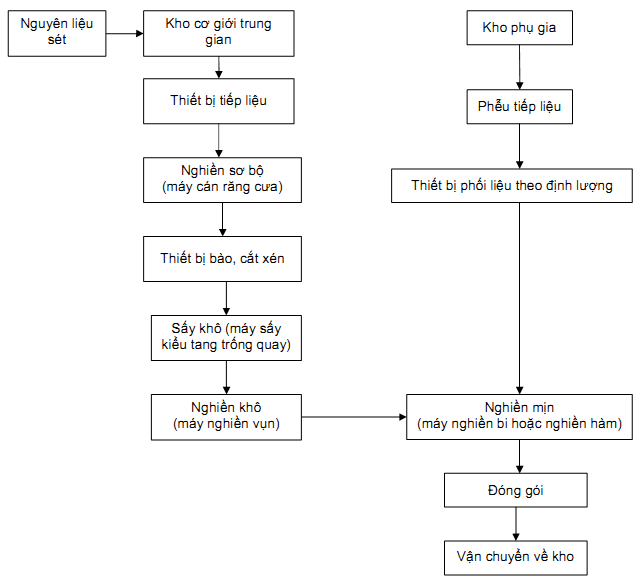 Nguyên liệu
sét
Kho cơ giới trung
gian
Thiết bị tiếp liệu
Nghiền sơ bộ
(máy cán răng cưa)
Thiết bị bào, cắt xén
Sấy khô (máy sấy
kiểu tang trống quay)
Nghiền khô
(máy nghiền vụn)
Kho phụ gia
Phễu tiếp liệu
Thiết bị phối liệu theo định lượng
Nghiền mịn
(máy nghiền bi hoặc nghiền hàm)
Đóng gói
Vận chuyển về kho